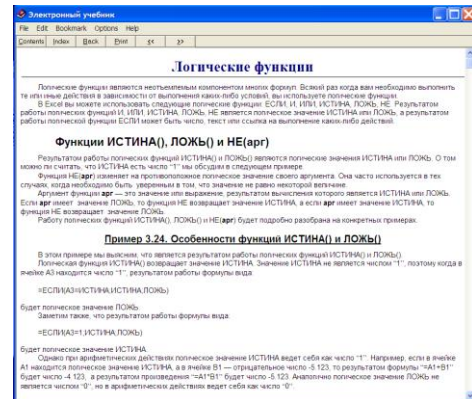 Электронный учебник
File Edit Bookmark Options Help
Contents Index Back Print << >>
Логические функции
Логические функции являются неотъемлемым компонентом многих формул. Всякий раз когда вам необходимо выполнить
те или иные действия в зависимости от выполнения каких-либо условий, вы используете логические функции.
В Excel вы можете использовать следующие логические функции: ЕСЛИ, И, ИЛИ, ИСТИНА, ЛОЖЬ, НЕ. Результатом
работы логических функций И, ИЛИ, ИСТИНА, ЛОЖЬ, НЕ является логическое значение ИСТИНА или ЛОЖЬ, а результатом
работы логической функции ЕСЛИ может быть число, текст или ссылка на выполнение каких-либо действий.
Функции ИСТИНА(), ЛОЖЬ() и НЕ(арг)
Результатом работы логических функций ИСТИНА() и ЛОЖЬ() являются логические значения ИСТИНА или ЛОЖЬ. О том
можно ли считать, что ИСТИНА есть число "1" мы обсудим в следующем примере.
Функция НЕ(арг) изменяет на противоположное логическое значение своего аргумента. Она часто используется в тех
случаях, когда необходимо быть уверенным в том, что значение не равно некоторой величине.
Аргумент функции арг — это значение или выражение, результатом вычисления которого является ИСТИНА или ЛОЖЬ.
Если арг имеет значение ЛОЖЬ, то функция НЕ возвращает значение ИСТИНА, а если арг имеет значение ИСТИНА, то
функция НЕ возвращает значение ЛОЖЬ.
Работу логических функций ИСТИНА(), ЛОЖЬ() и НЕ() будет подробно разобрана на конкретных примерах.
Пример 3.24. Особенности функций ИСТИНА() и ЛОЖЬ()
В этом примере мы выясним, что является результатом работы логических функций ИСТИНА() и ЛОЖЬ().
Логическая функция ИСТИНА() возвращает значение ИСТИНА. Значение ИСТИНА не является числом "1", поэтому когда в
ячейке A3 находится число "1", результатом работы формулы вида:
=ЕСЛИ(A3=ИСТИНА;ИСТИНА;ЛОЖЬ)
будет логическое значение ЛОЖЬ.
Заметим также, что результатом работы формулы вида:
=ЕСЛИ(A3=1;ИСТИНА;ЛОЖЬ)
будет логическое значение ИСТИНА.
Однако при арифметических действиях логическое значение ИСТИНА ведет себя как число "1". Например, если в ячейке
A1 находится логическое значение ИСТИНА, а в ячейке B1 — отрицательное число -5 123, то результатом формулы "=A1+B1"
будет число -4 123, а результатом произведения "=A1*B1" будет число -5 123. Аналогично логическое значение ЛОЖЬ не
является числом "0", но в арифметических действиях ведет себя как число "0".